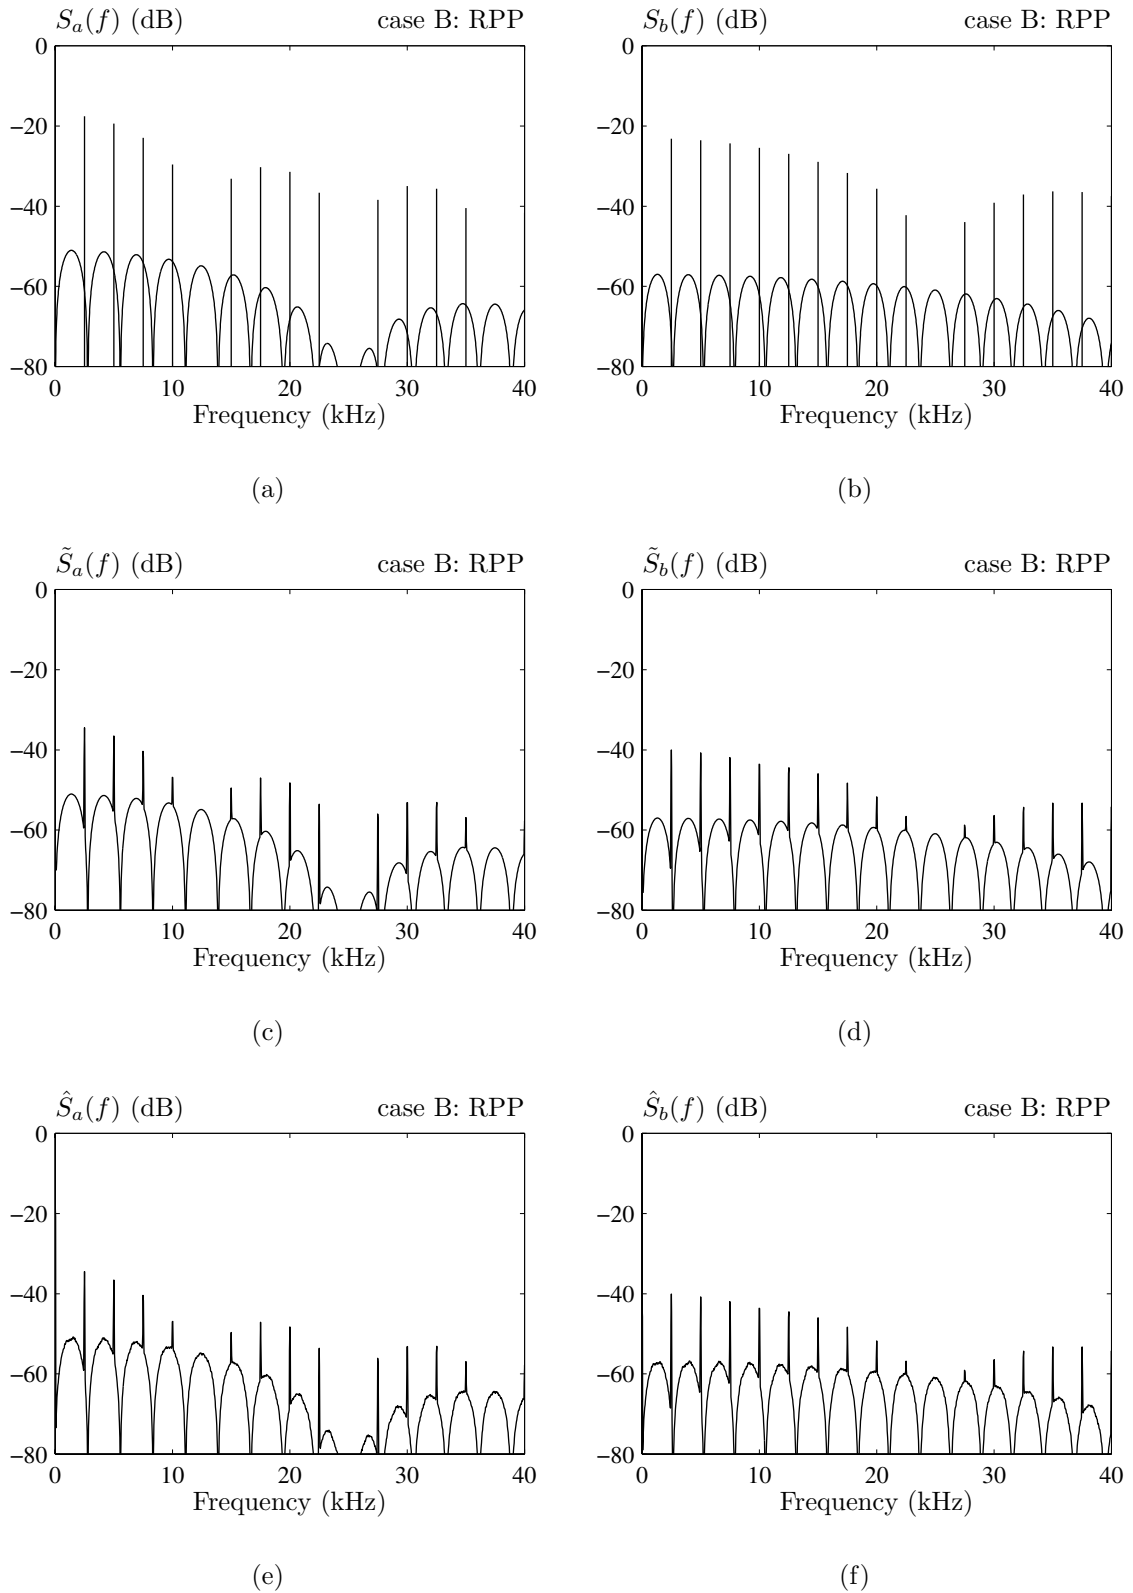 S_a(f) (dB) case B: RPP S_b(f) (dB) case B: RPP
0 0
−20 −20
−40 −40
−60 −60
−80 −80
0 10 20 30 40 0 10 20 30 40
Frequency (kHz) Frequency (kHz)
(a) (b)
S̃_a(f) (dB) case B: RPP S̃_b(f) (dB) case B: RPP
0 0
−20 −20
−40 −40
−60 −60
−80 −80
0 10 20 30 40 0 10 20 30 40
Frequency (kHz) Frequency (kHz)
(c) (d)
Ŝ_a(f) (dB) case B: RPP Ŝ_b(f) (dB) case B: RPP
0 0
−20 −20
−40 −40
−60 −60
−80 −80
0 10 20 30 40 0 10 20 30 40
Frequency (kHz) Frequency (kHz)
(e) (f)